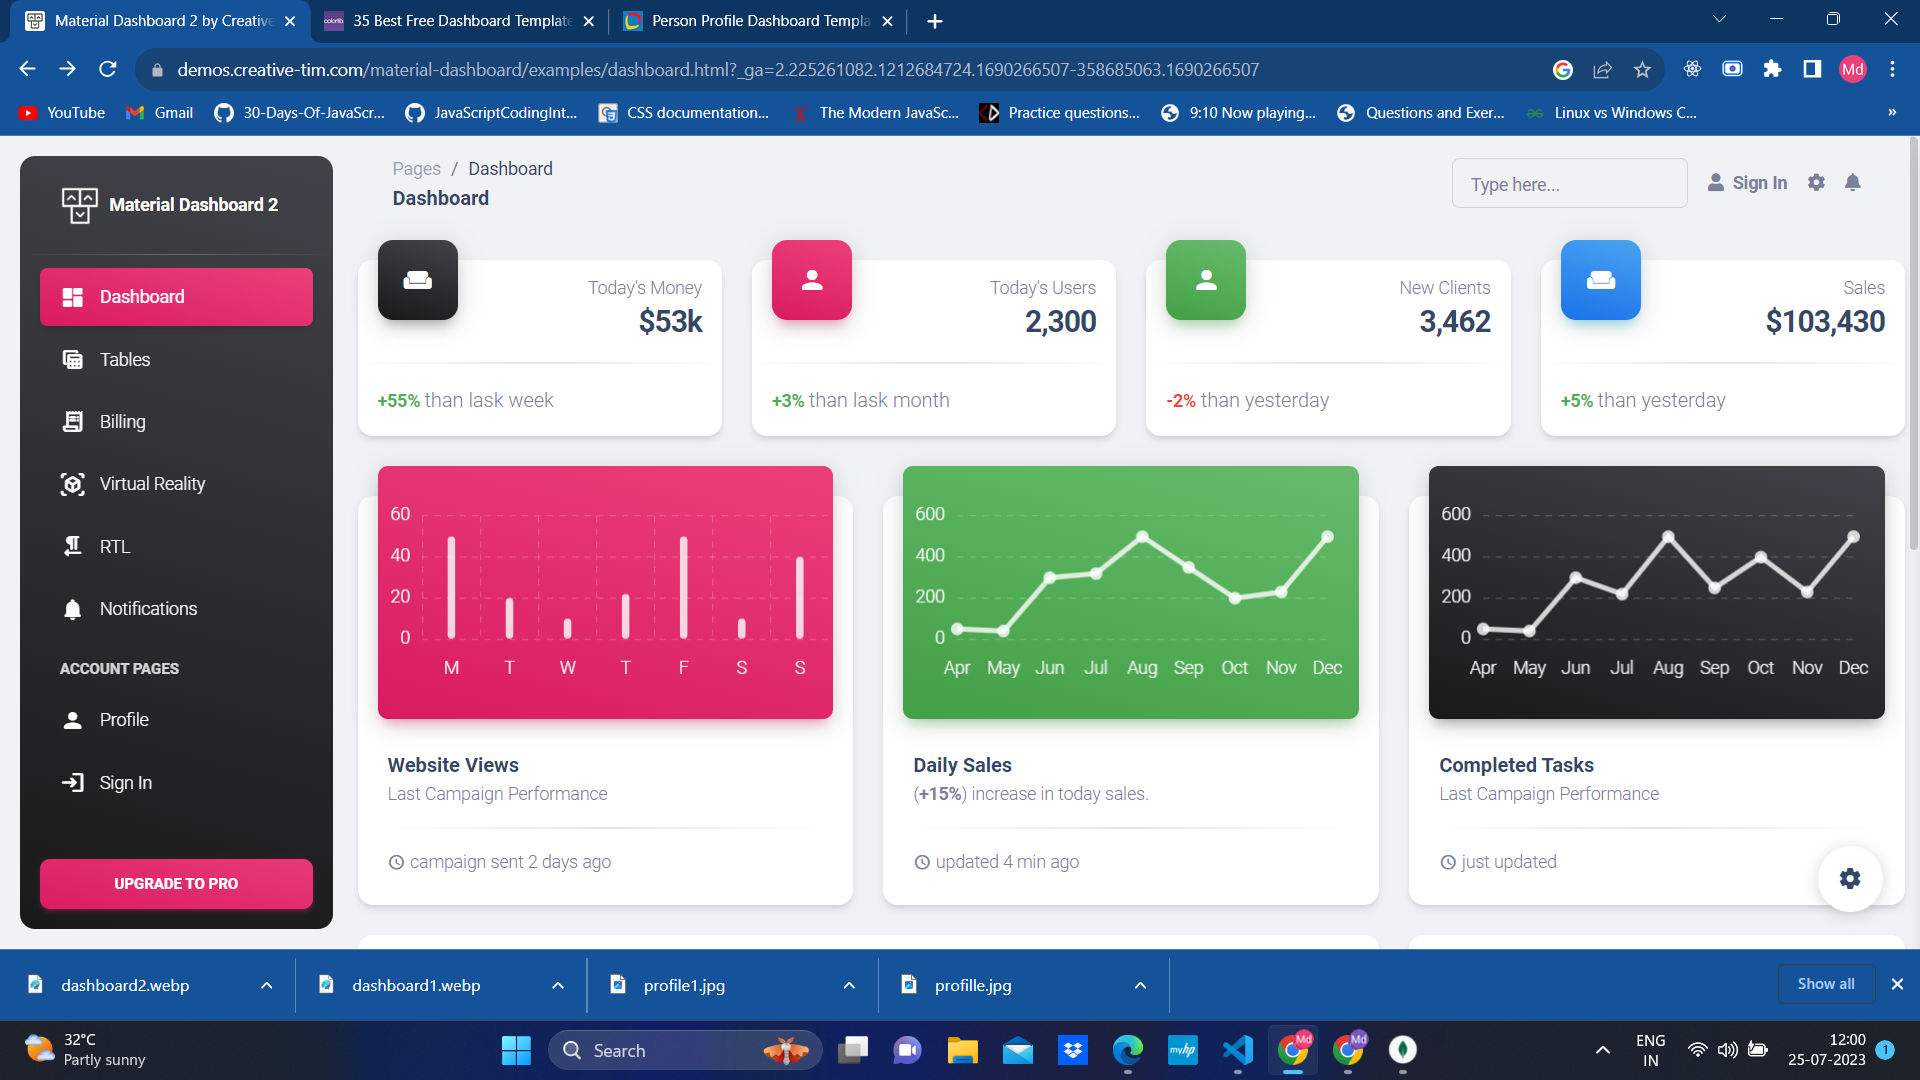 Material Dashboard 2 by Creative
35 Best Free Dashboard Template
Person Profile Dashboard Templa
demos.creative-tim.com/material-dashboard/examples/dashboard.html?_ga=2.225261082.1212684724.1690266507-358685063.1690266507
Md
YouTube
Gmail
30-Days-Of-JavaScr...
JavaScriptCodingInt...
CSS documentation...
The Modern JavaSc...
Practice questions...
9:10 Now playing,...
Questions and Exer...
Linux vs Windows C...
»
Material Dashboard 2
Dashboard
Tables
Billing
Virtual Reality
RTL
Notifications
ACCOUNT PAGES
Profile
Sign In
UPGRADE TO PRO
Pages / Dashboard
Dashboard
Type here...
Sign In
Today's Money
$53k
+55% than lask week
Today's Users
2,300
+3% than lask month
New Clients
3,462
-2% than yesterday
Sales
$103,430
+5% than yesterday
60
40
20
0
M T W T F S S
Website Views
Last Campaign Performance
campaign sent 2 days ago
600
400
200
0
Apr May Jun Jul Aug Sep Oct Nov Dec
Daily Sales
(+15%) increase in today sales.
updated 4 min ago
600
400
200
0
Apr May Jun Jul Aug Sep Oct Nov Dec
Completed Tasks
Last Campaign Performance
just updated
dashboard2.webp
dashboard1.webp
profile1.jpg
profille.jpg
Show all
32°C
Partly sunny
Search
myhp
Md
Md
ENG
IN
12:00
25-07-2023
1